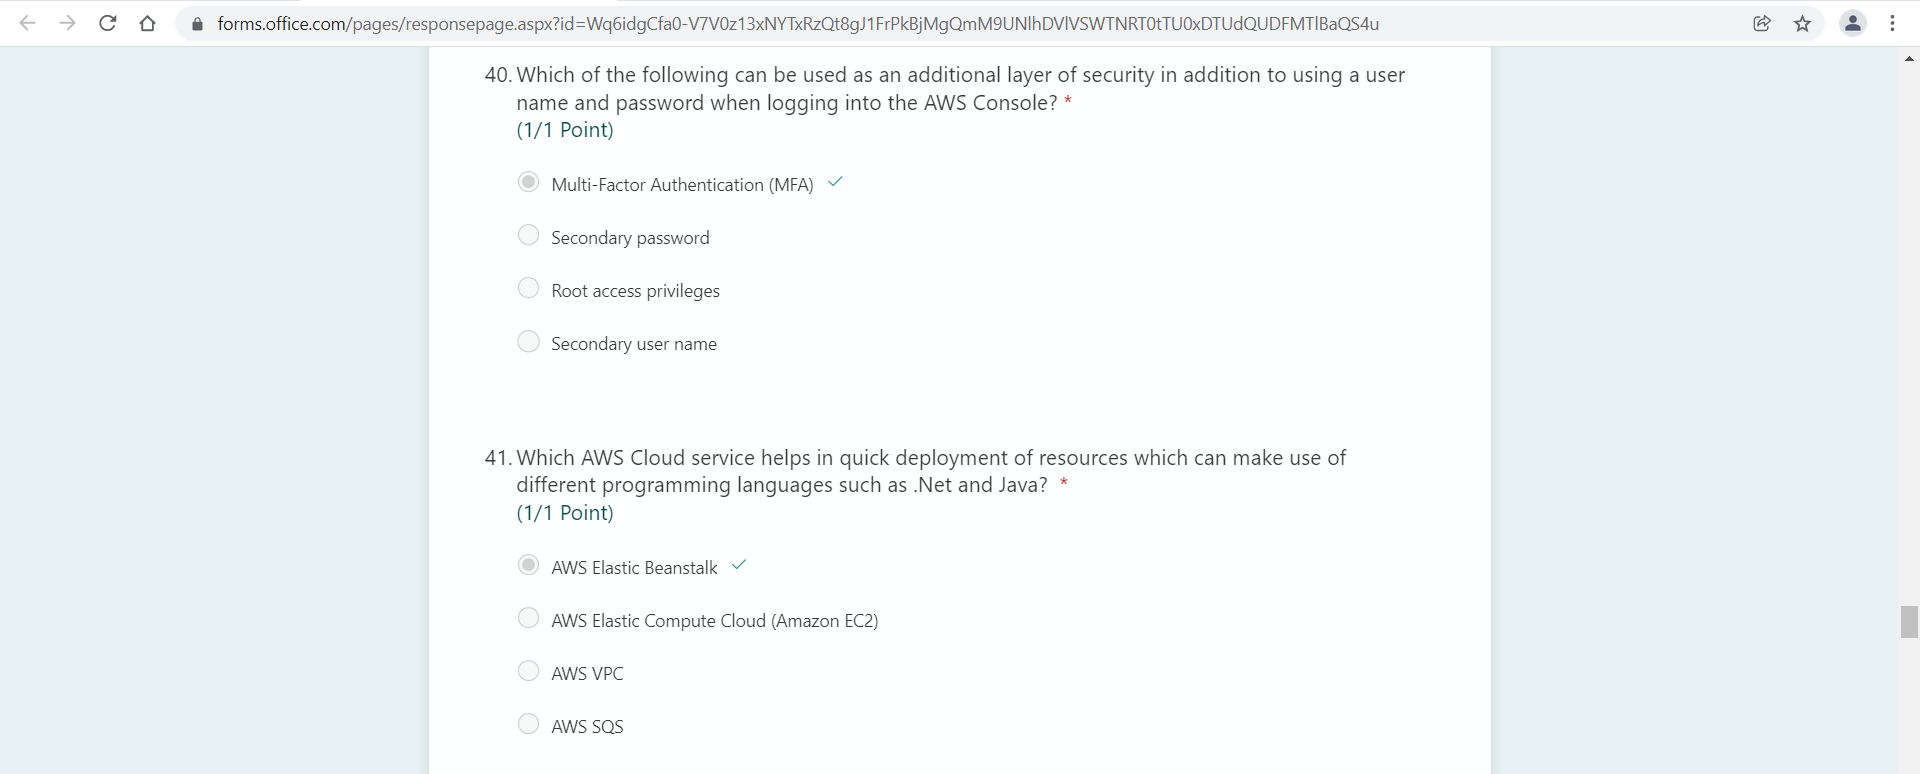 forms.office.com/pages/responsepage.aspx?id=Wq6idgCfa0-V7V0z13xNYTxRzQt8gJ1FrPkBjMgQmM9UNlhDVlVSWTNRT0tTU0xDTUdQUDFMTlBaQS4u
40. Which of the following can be used as an additional layer of security in addition to using a user
name and password when logging into the AWS Console? *
(1/1 Point)
Multi-Factor Authentication (MFA)
Secondary password
Root access privileges
Secondary user name
41. Which AWS Cloud service helps in quick deployment of resources which can make use of
different programming languages such as .Net and Java? *
(1/1 Point)
AWS Elastic Beanstalk
AWS Elastic Compute Cloud (Amazon EC2)
AWS VPC
AWS SQS